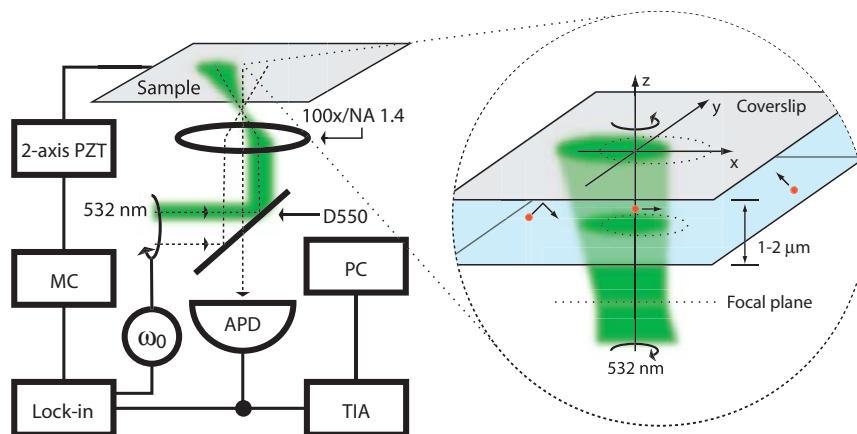 Sample
100x/NA 1.4
2-axis PZT
532 nm
D550
MC
PC
APD
ω0
Lock-in
TIA
z
Coverslip
y
x
1-2 μm
Focal plane
532 nm